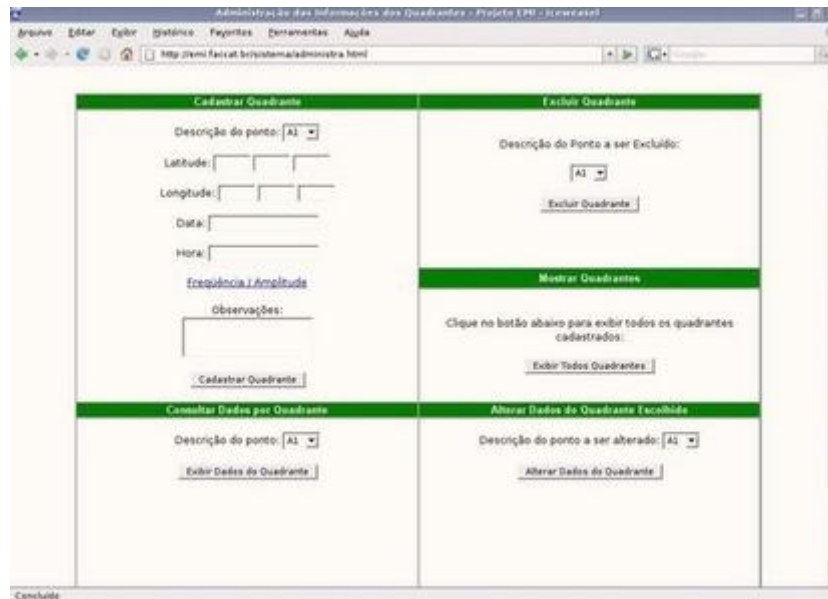 Administração das Informações dos Quadrantes - Projeto EMI - Iceweasel
Arquivo Editar Exibir Histórico Favoritos Ferramentas Ajuda
http://emi.faccat.br/sistema/administra.html
Google
Cadastrar Quadrante
Descrição do ponto: A1
Latitude:
Longitude:
Data:
Hora:
Freqüência / Amplitude
Observações:
Cadastrar Quadrante
Excluir Quadrante
Descrição do Ponto a ser Excluído:
A1
Excluir Quadrante
Mostrar Quadrantes
Clique no botão abaixo para exibir todos os quadrantes
cadastrados:
Exibir Todos Quadrantes
Consultar Dados por Quadrante
Descrição do ponto: A1
Exibir Dados do Quadrante
Alterar Dados do Quadrante Escolhido
Descrição do ponto a ser alterado: A1
Alterar Dados do Quadrante
Concluído